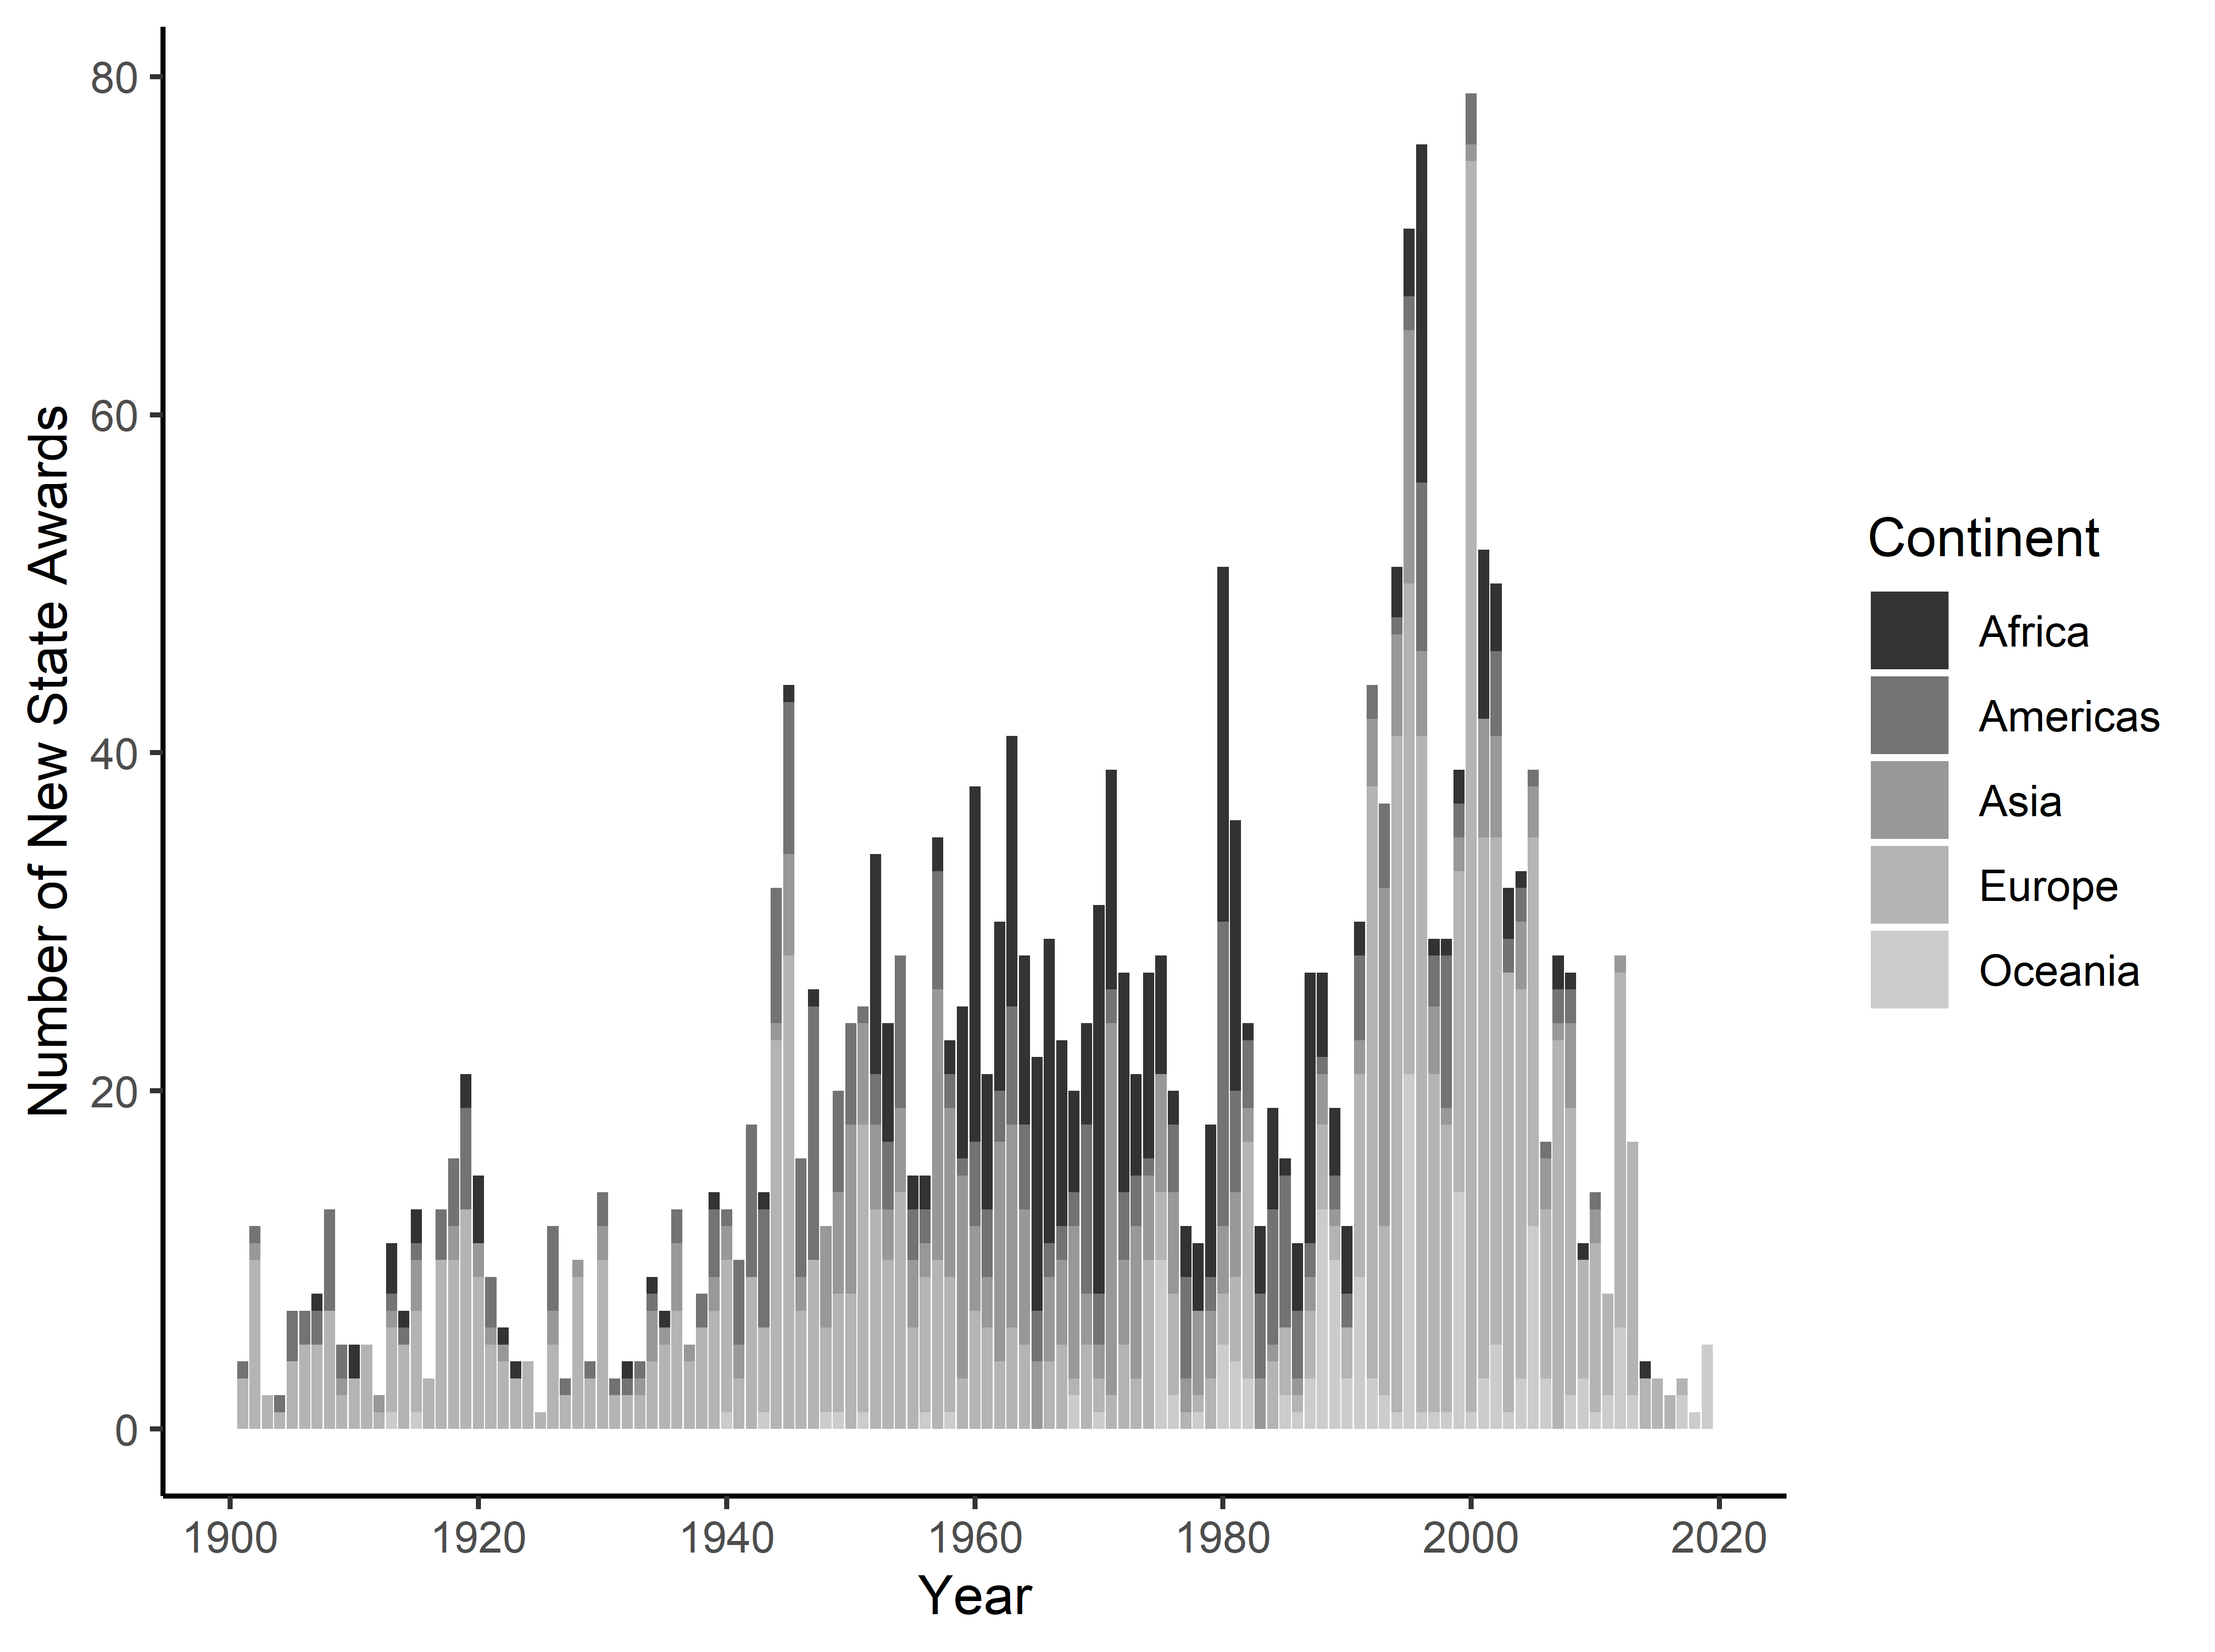 Number of New State Awards
80
60
40
20
0
1900 1920 1940 1960 1980 2000 2020
Year
Continent
Africa
Americas
Asia
Europe
Oceania